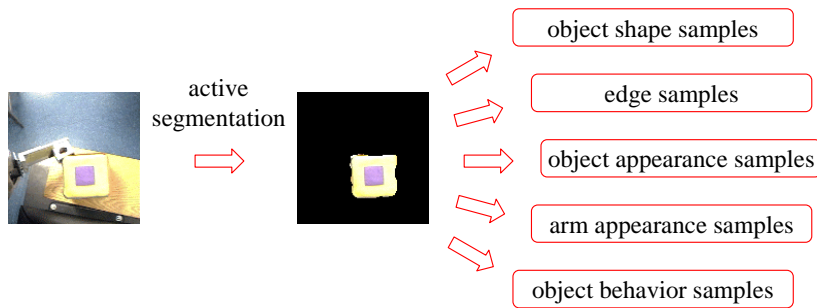 object shape samples
active
segmentation
edge samples
object appearance samples
arm appearance samples
object behavior samples